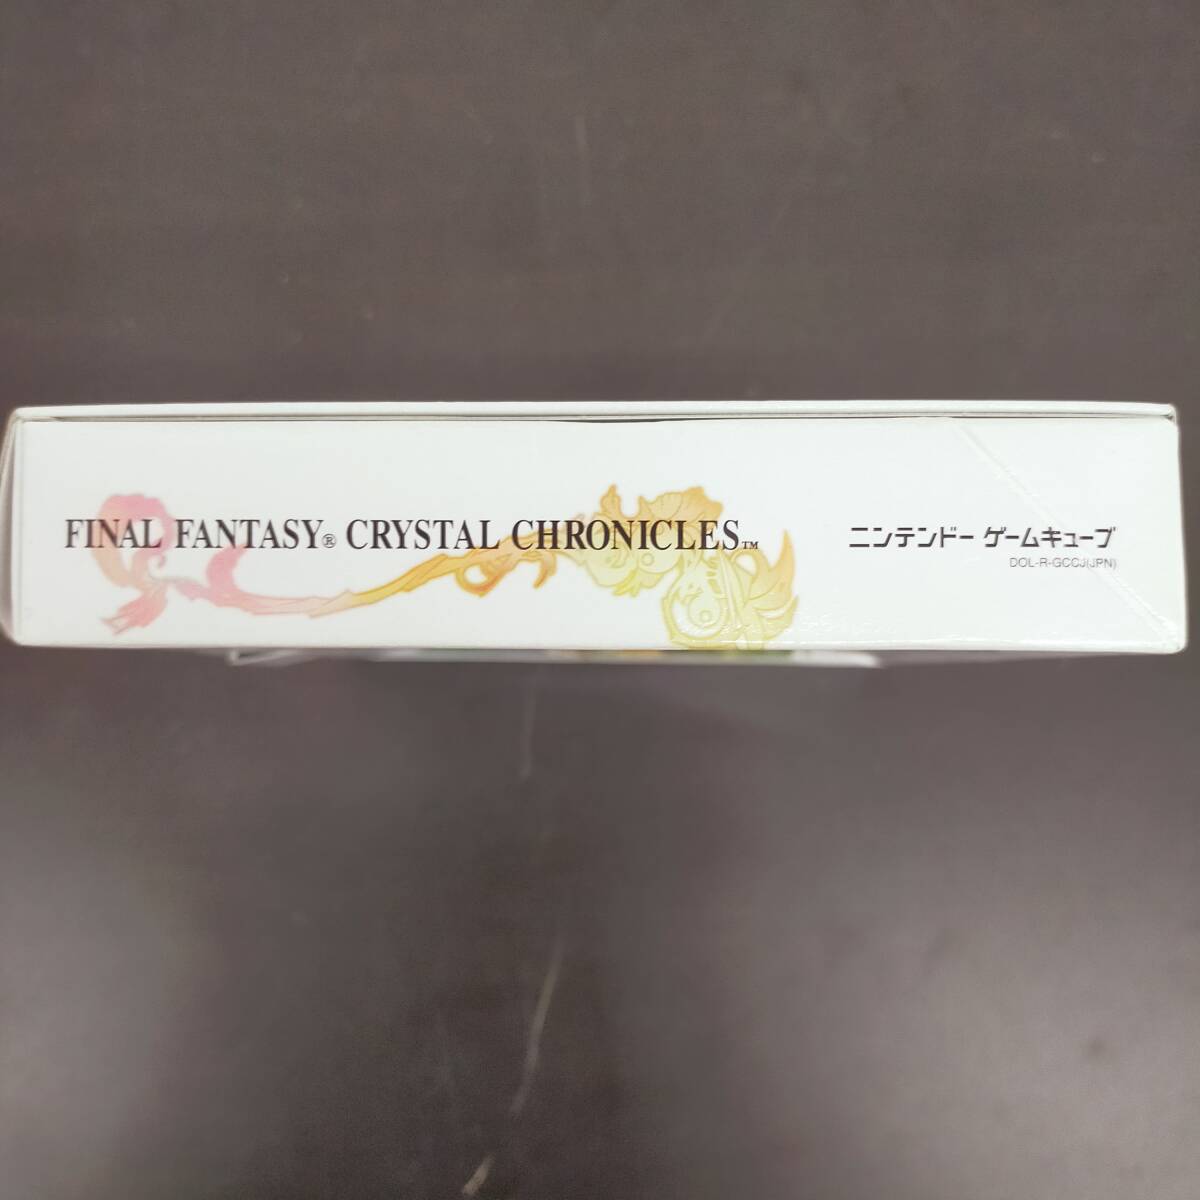 FINAL FANTASY® CRYSTAL CHRONICLES™
ニンテンドー ゲームキューブ
DOL-R-GCCJ(JPN)